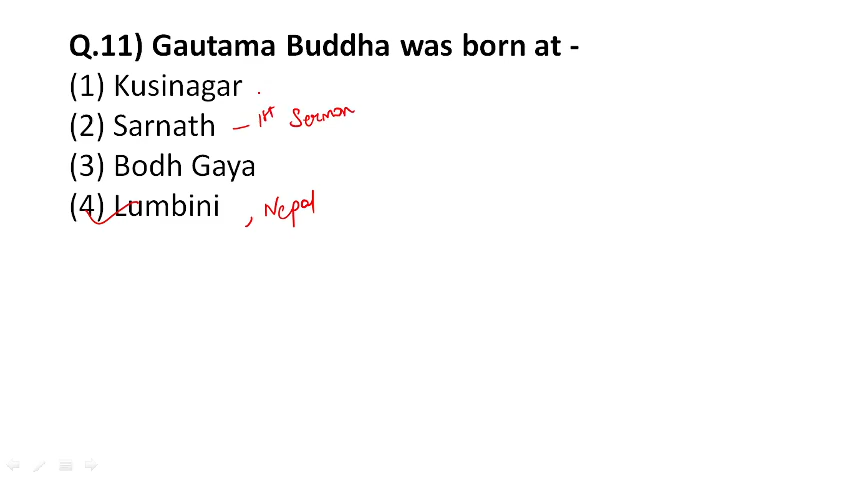 Q.11) Gautama Buddha was born at -
(1) Kusinagar
(2) Sarnath – 1st Sermon
(3) Bodh Gaya
(4) Lumbini , Nepal